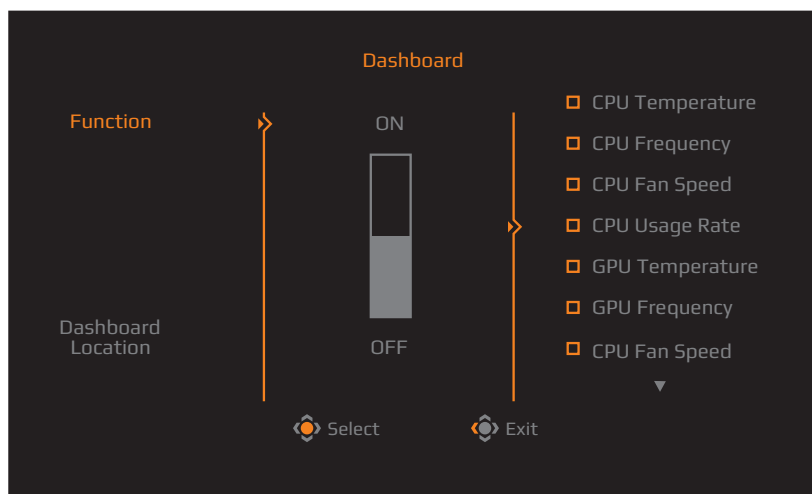 Dashboard
Function
ON
OFF
Dashboard
Location
CPU Temperature
CPU Frequency
CPU Fan Speed
CPU Usage Rate
GPU Temperature
GPU Frequency
CPU Fan Speed
Select
Exit